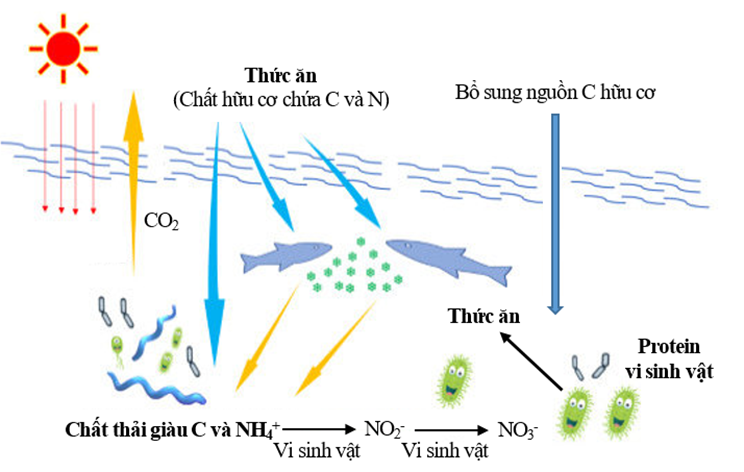 Thức ăn
(Chất hữu cơ chứa C và N)
Bổ sung nguồn C hữu cơ
CO₂
Thức ăn
Protein
vi sinh vật
Chất thải giàu C và NH₄⁺ NO₂⁻ NO₃⁻
Vi sinh vật Vi sinh vật